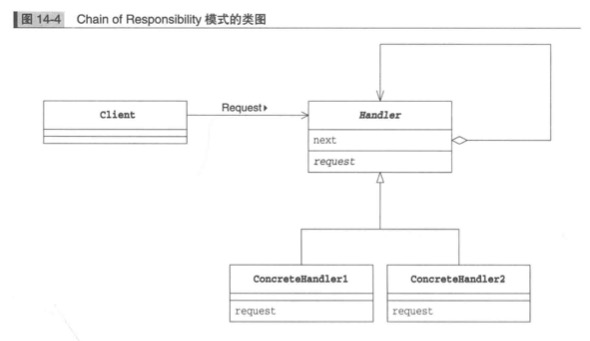 图 14-4 Chain of Responsibility 模式的类图
Client
Request▸
Handler
next
request
ConcreteHandler1
request
ConcreteHandler2
request